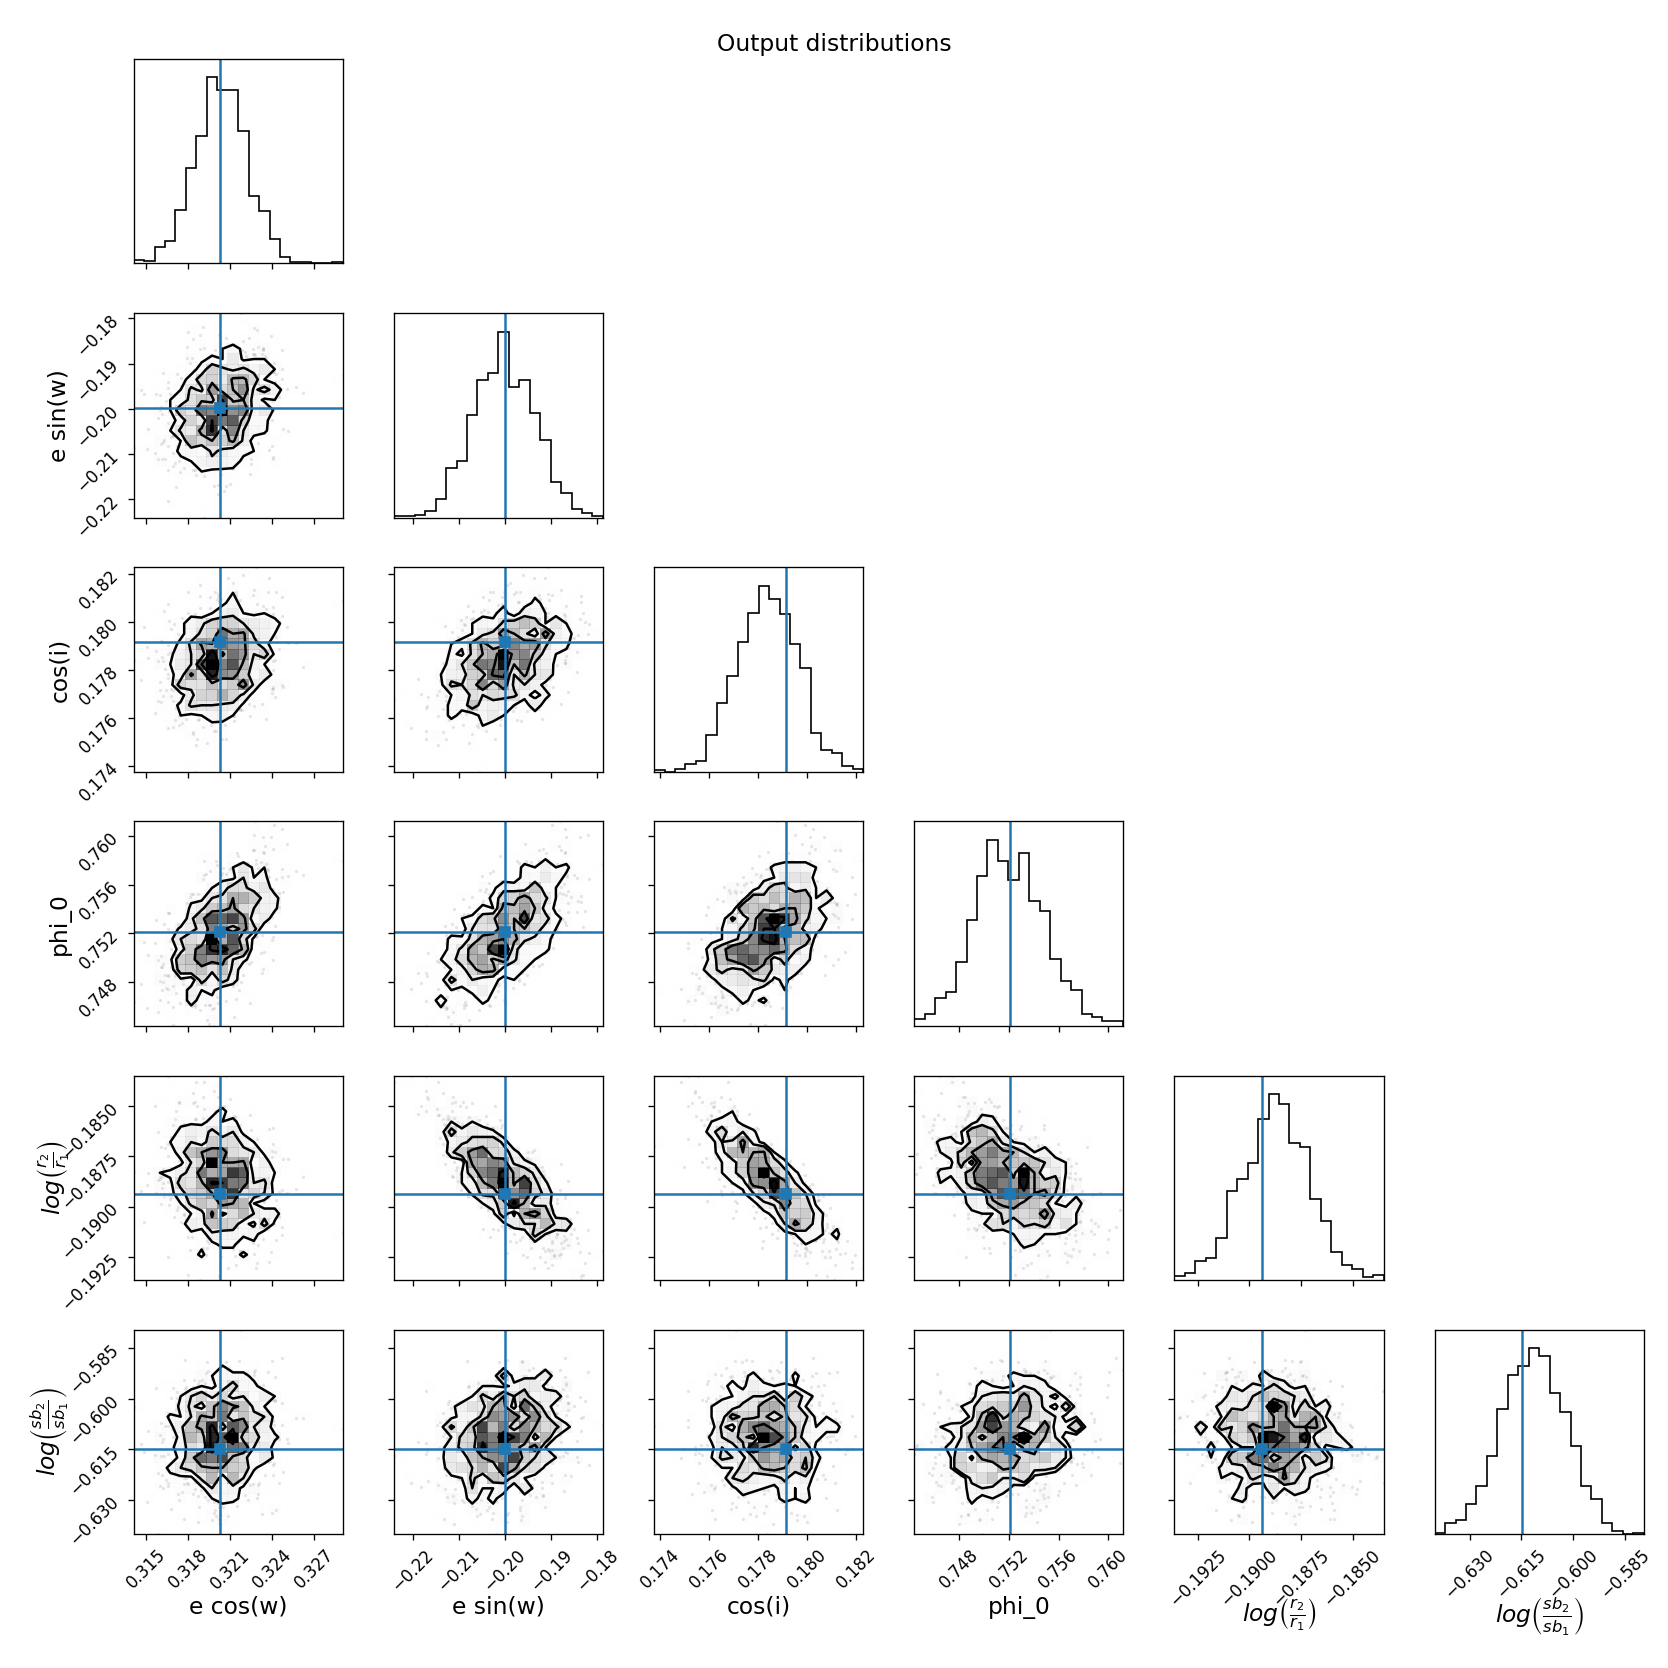 Output distributions
e sin(w)
−0.18
−0.19
−0.20
−0.21
−0.22
cos(i)
0.182
0.180
0.178
0.176
0.174
phi_0
0.760
0.756
0.752
0.748
log(r₂/r₁)
−0.1850
−0.1875
−0.1900
−0.1925
log(sb₂/sb₁)
−0.585
−0.600
−0.615
−0.630
0.315 0.318 0.321 0.324 0.327
e cos(w)
−0.22 −0.21 −0.20 −0.19 −0.18
e sin(w)
0.174 0.176 0.178 0.180 0.182
cos(i)
0.748 0.752 0.756 0.760
phi_0
−0.1925 −0.1900 −0.1875 −0.1850
log(r₂/r₁)
−0.630 −0.615 −0.600 −0.585
log(sb₂/sb₁)